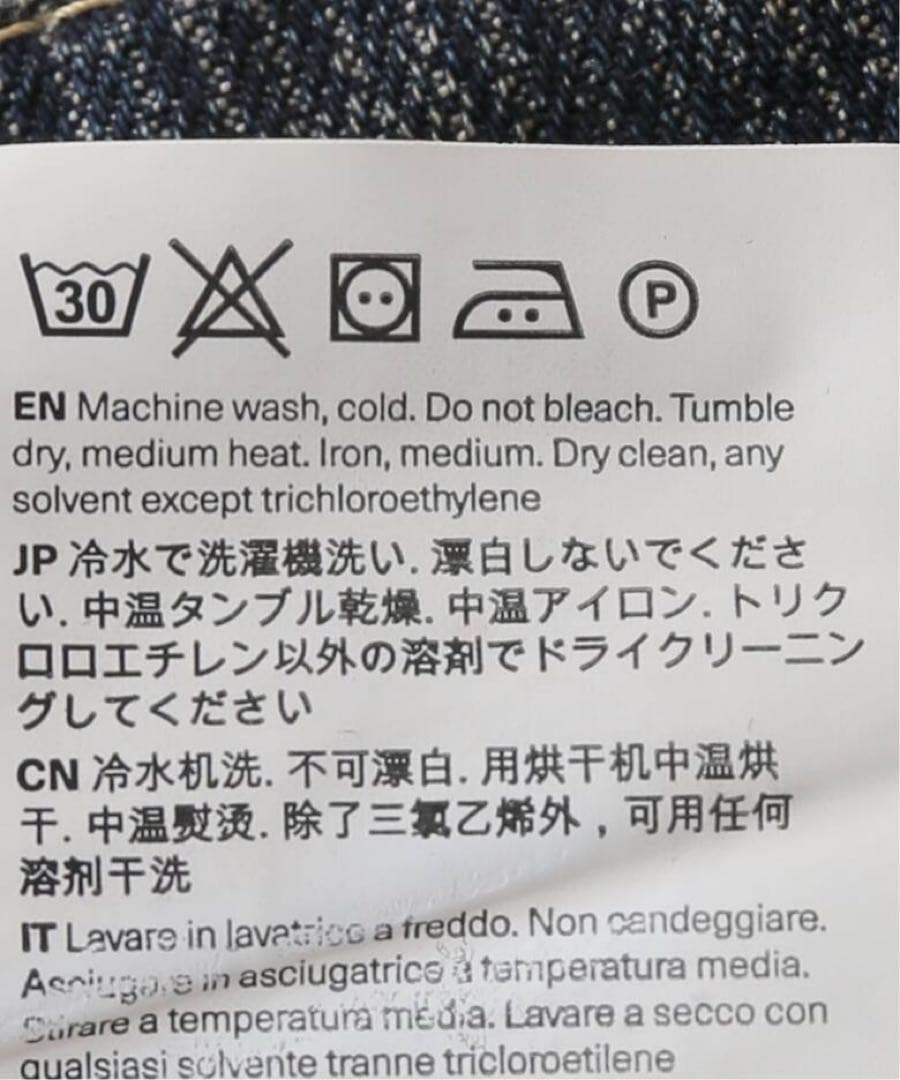 30
P
EN Machine wash, cold. Do not bleach. Tumble
dry, medium heat. Iron, medium. Dry clean, any
solvent except trichloroethylene
JP 冷水で洗濯機洗い. 漂白しないでくださ
い. 中温タンブル乾燥. 中温アイロン. トリク
ロロエチレン以外の溶剤でドライクリーニン
グしてください
CN 冷水机洗. 不可漂白. 用烘干机中温烘
干. 中温熨烫. 除了三氯乙烯外，可用任何
溶剂干洗
IT Lavare in lavatrice a freddo. Non candeggiare.
Asciugare in asciugatrice a temperatura media.
Stirare a temperatura media. Lavare a secco con
qualsiasi solvente tranne tricloroetilene